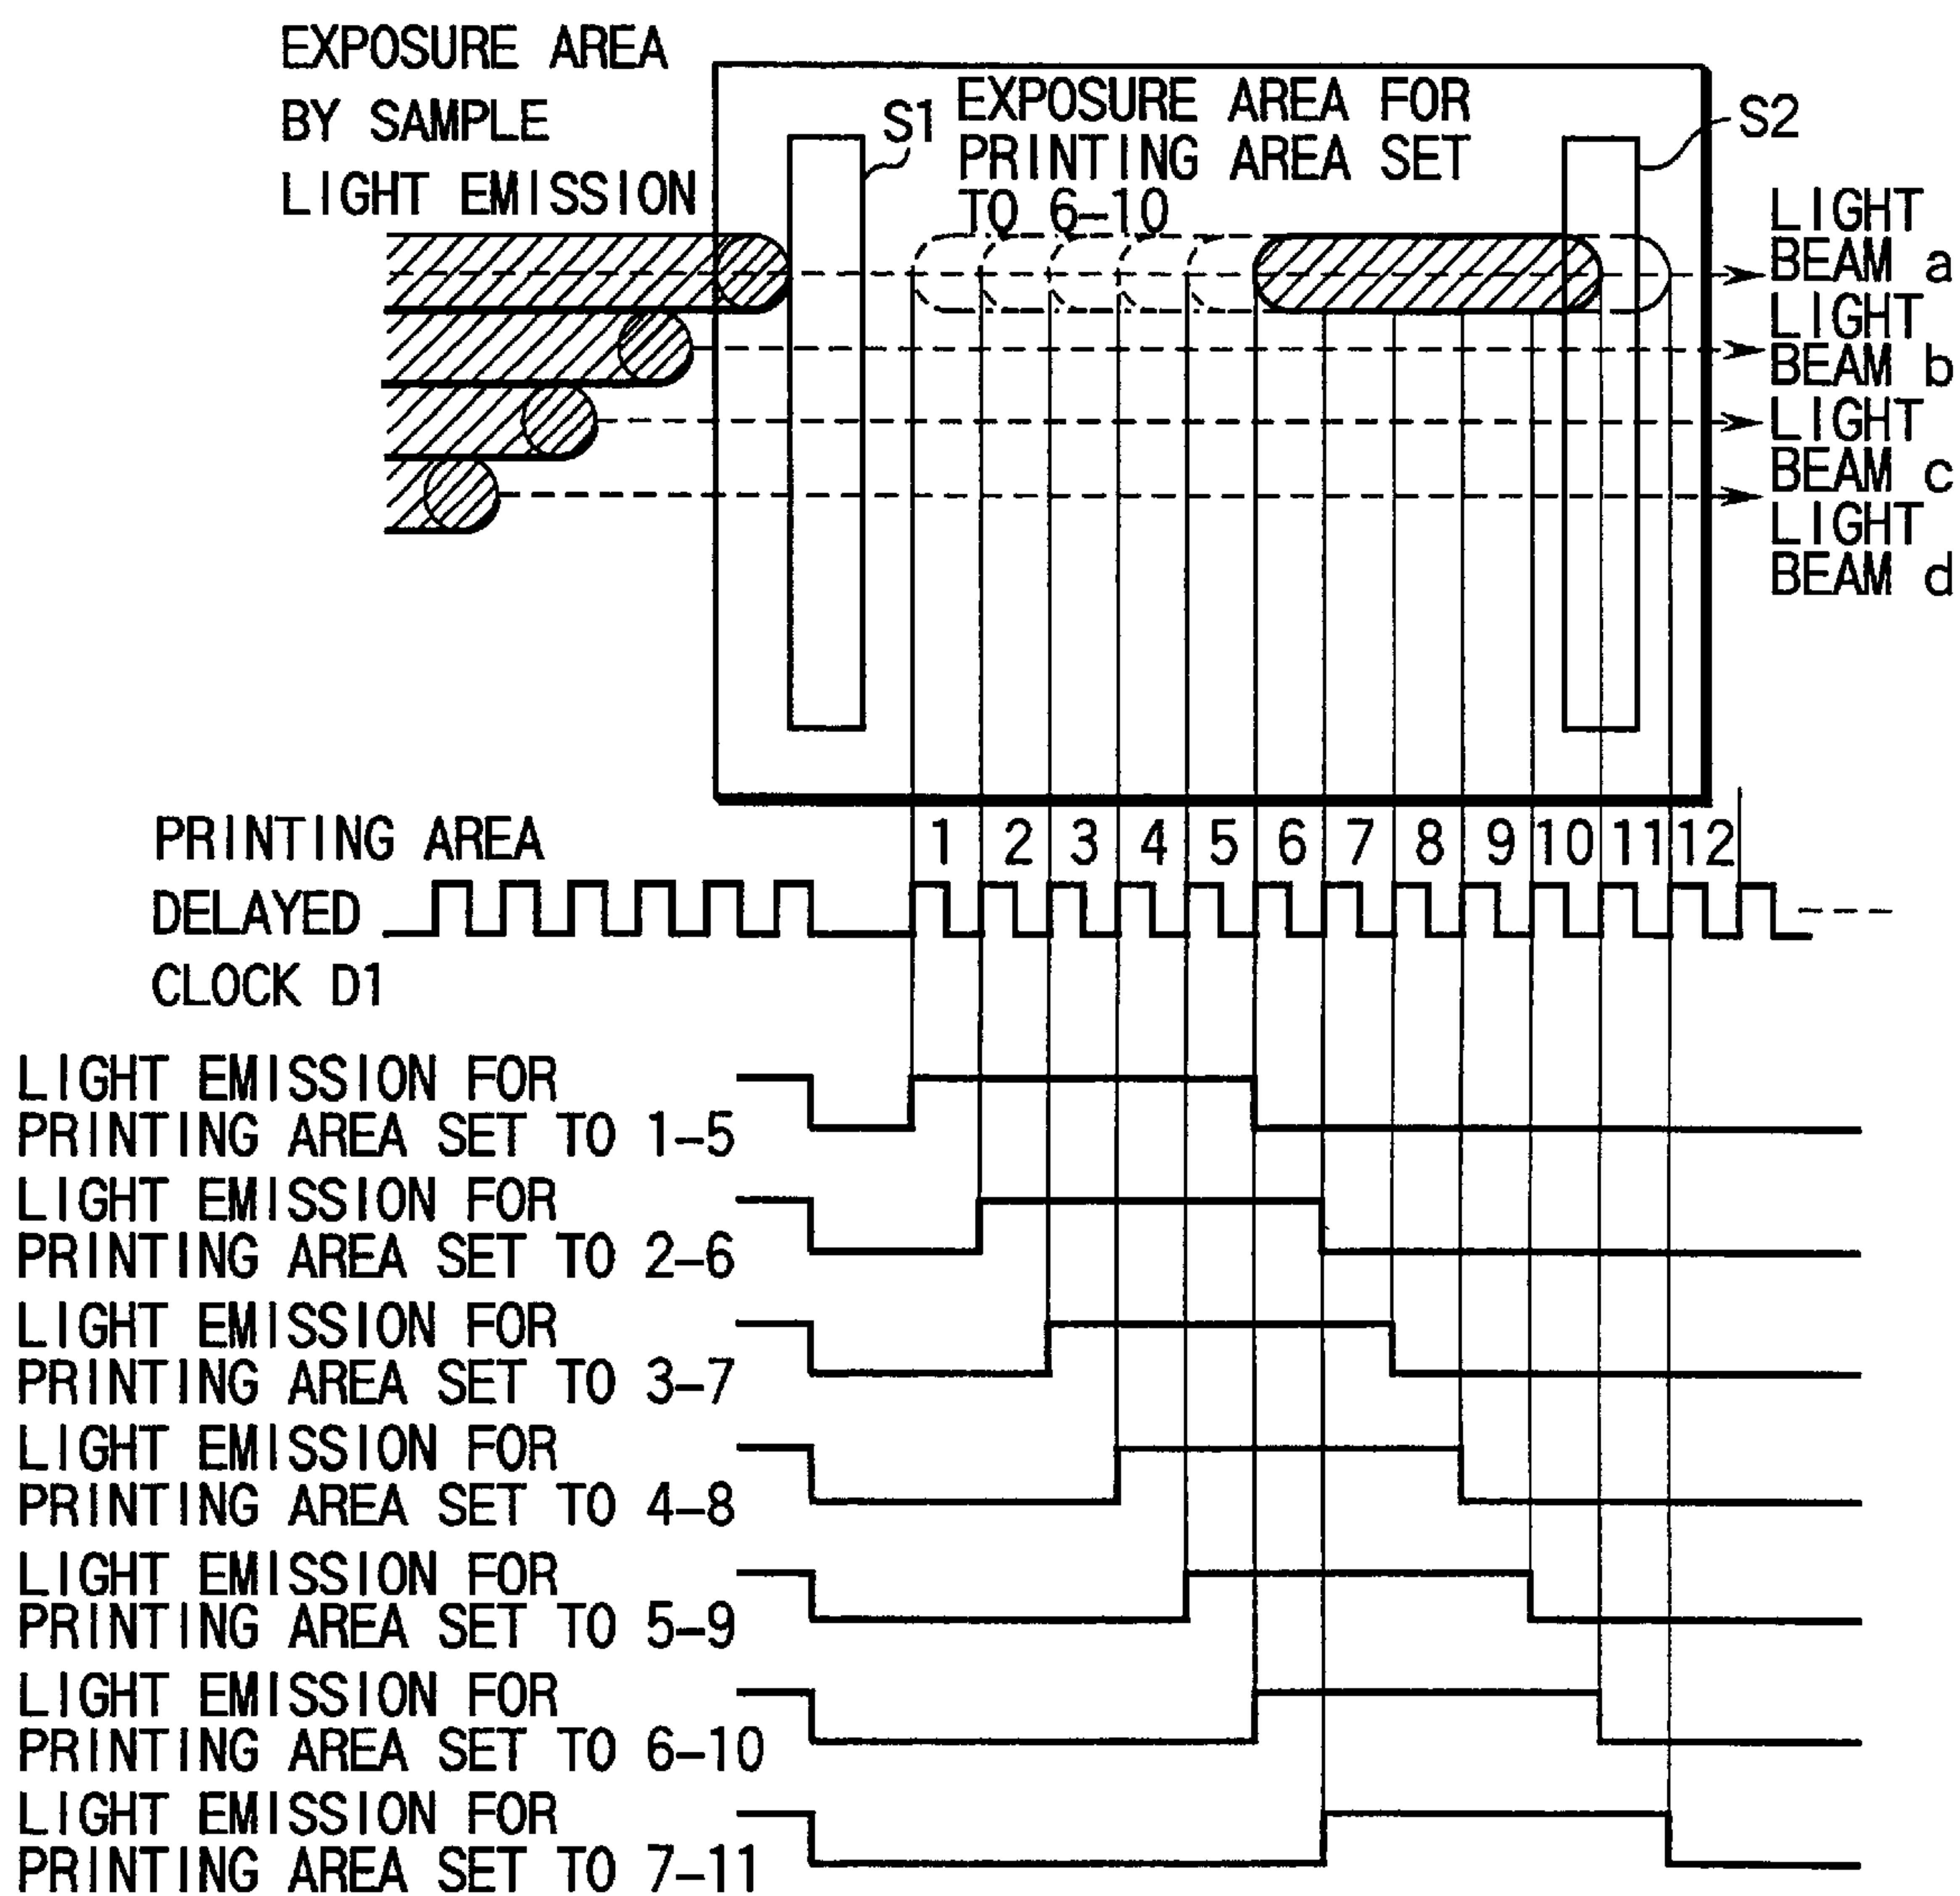 EXPOSURE AREA
BY SAMPLE
LIGHT EMISSION
S1
EXPOSURE AREA FOR
PRINTING AREA SET
TO 6-10
S2
LIGHT
BEAM a
LIGHT
BEAM b
LIGHT
BEAM c
LIGHT
BEAM d
PRINTING AREA 1 2 3 4 5 6 7 8 9 10 11 12
DELAYED
CLOCK D1
LIGHT EMISSION FOR
PRINTING AREA SET TO 1-5
LIGHT EMISSION FOR
PRINTING AREA SET TO 2-6
LIGHT EMISSION FOR
PRINTING AREA SET TO 3-7
LIGHT EMISSION FOR
PRINTING AREA SET TO 4-8
LIGHT EMISSION FOR
PRINTING AREA SET TO 5-9
LIGHT EMISSION FOR
PRINTING AREA SET TO 6-10
LIGHT EMISSION FOR
PRINTING AREA SET TO 7-11